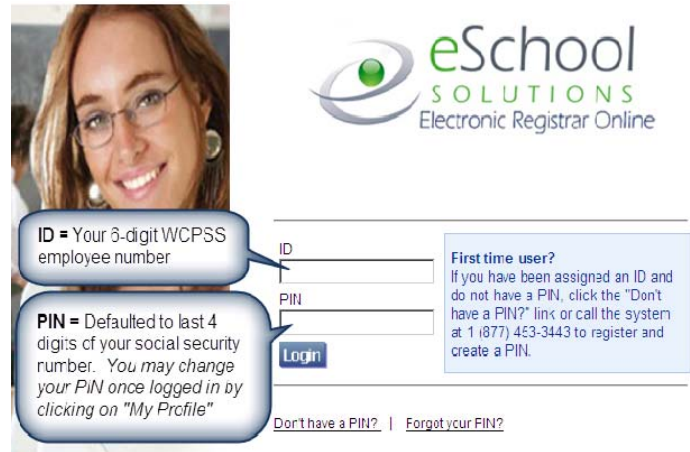 eSchool
SOLUTIONS
Electronic Registrar Online
ID = Your 6-digit WCPSS
employee number
ID
PIN = Defaulted to last 4
digits of your social security
number. You may change
your PIN once logged in by
clicking on "My Profile"
PIN
Login
First time user?
If you have been assigned an ID and
do not have a PIN, click the "Don't
have a PIN?" link or call the system
at 1 (877) 453-3443 to register and
create a PIN.
Don't have a PIN? | Forgot your PIN?